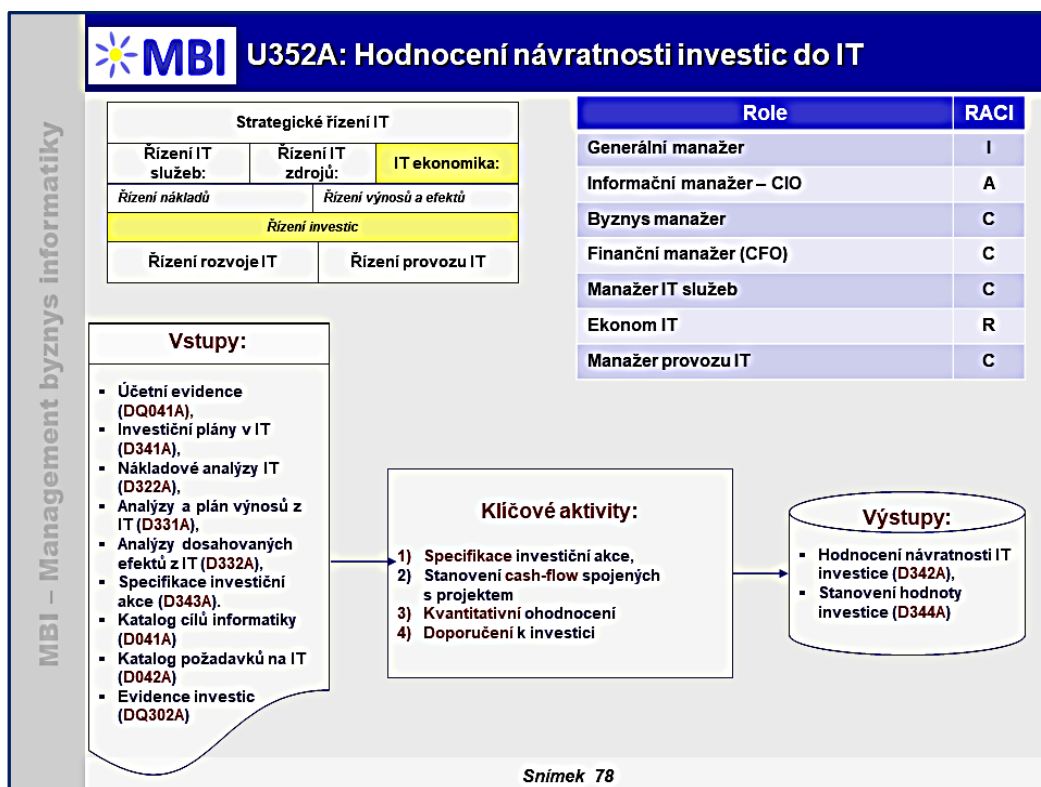 MBI
U352A: Hodnocení návratnosti investic do IT
MBI – Management byznys informatiky
Strategické řízení IT
Řízení IT
služeb:
Řízení IT
zdrojů:
IT ekonomika:
Řízení nákladů
Řízení výnosů a efektů
Řízení investic
Řízení rozvoje IT
Řízení provozu IT
Role RACI
Generální manažer I
Informační manažer – CIO A
Byznys manažer C
Finanční manažer (CFO) C
Manažer IT služeb C
Ekonom IT R
Manažer provozu IT C
Vstupy:
▪ Účetní evidence
(DQ041A),
▪ Investiční plány v IT
(D341A),
▪ Nákladové analýzy IT
(D322A),
▪ Analýzy a plán výnosů z
IT (D331A),
▪ Analýzy dosahovaných
efektů z IT (D332A),
▪ Specifikace investiční
akce (D343A).
▪ Katalog cílů informatiky
(D041A)
▪ Katalog požadavků na IT
(D042A)
▪ Evidence investic
(DQ302A)
Klíčové aktivity:
1) Specifikace investiční akce,
2) Stanovení cash-flow spojených
s projektem
3) Kvantitativní ohodnocení
4) Doporučení k investici
Výstupy:
▪ Hodnocení návratnosti IT
investice (D342A),
▪ Stanovení hodnoty
investice (D344A)
Snímek 78